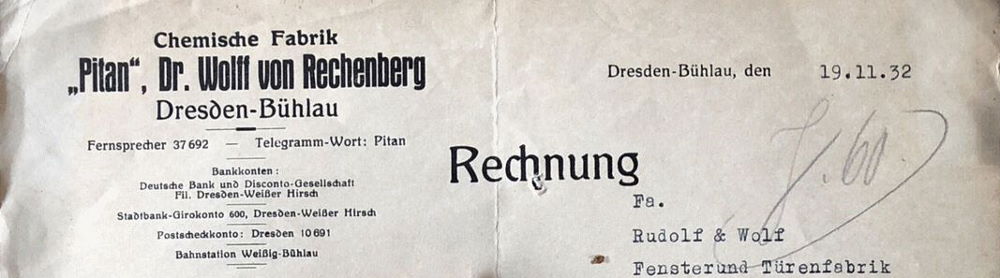 Chemische Fabrik
„Pitan“, Dr. Wolff von Rechenberg
Dresden-Bühlau
Fernsprecher 37692 — Telegramm-Wort: Pitan
Bankkonten:
Deutsche Bank und Disconto-Gesellschaft
Fil. Dresden-Weißer Hirsch
Stadtbank-Girokonto 600, Dresden-Weißer Hirsch
Postscheckkonto: Dresden 10691
Bahnstation Weißig-Bühlau
Dresden-Bühlau, den 19.11.32
Rechnung
Fa.
Rudolf & Wolf
Fensterund Türenfabrik